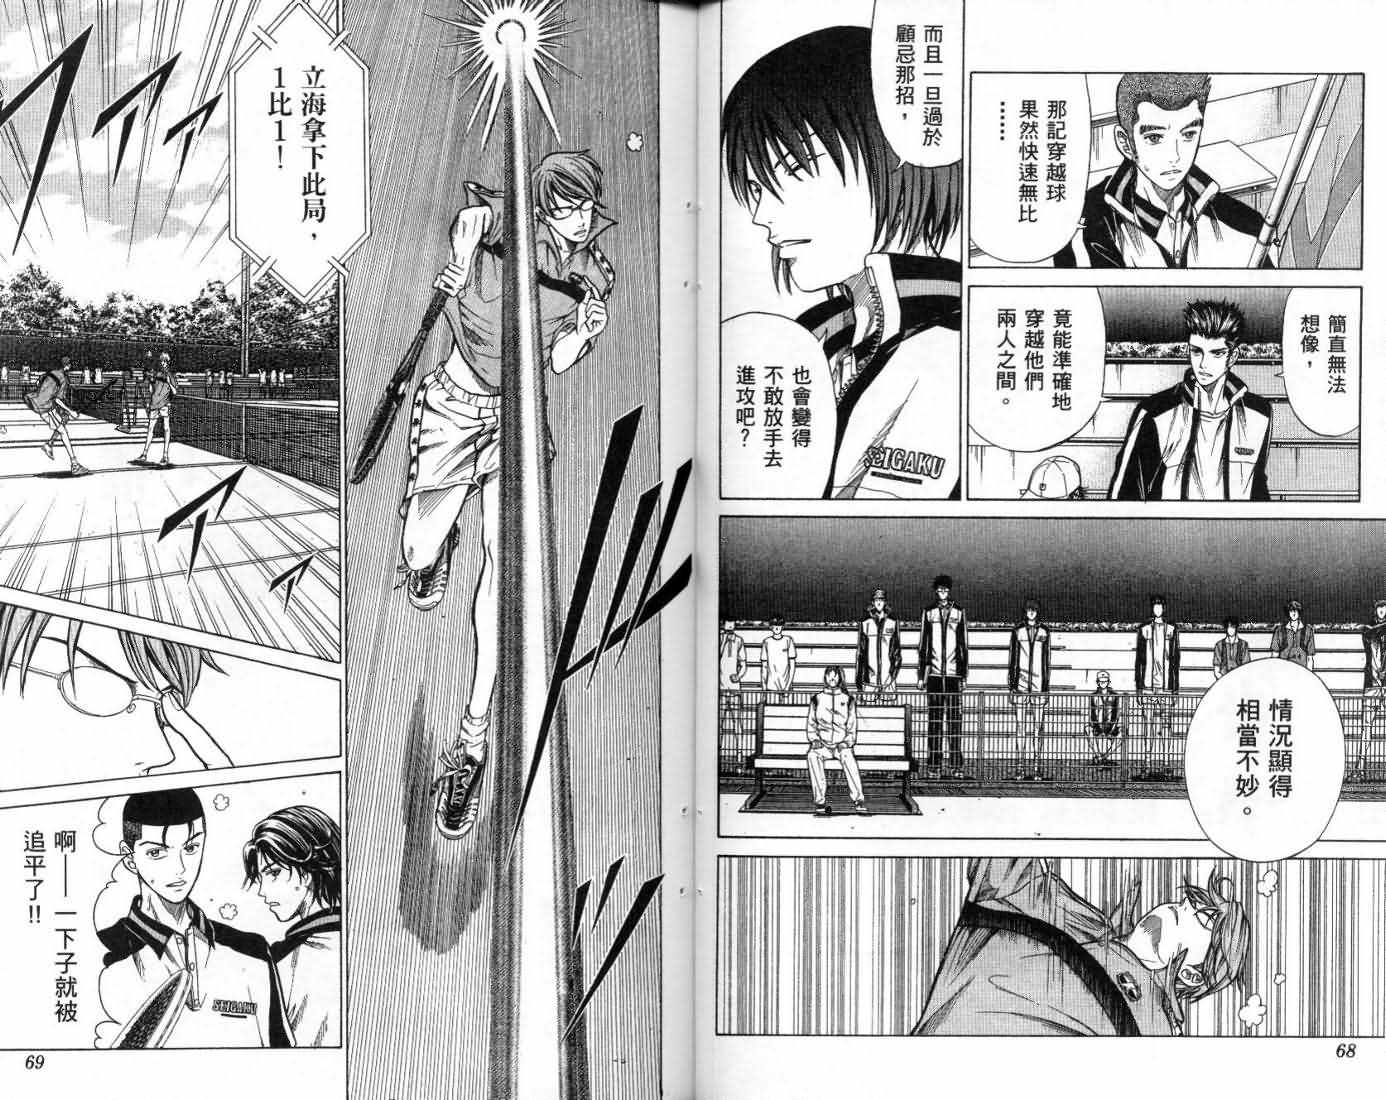 那記穿越球
果然快速無比
……
簡直無法
想像，
竟能準確地
穿越他們
兩人之間。
而且一旦過於
顧忌那招，
也會變得
不敢放手去
進攻吧？
SEIGAKU
情況顯得
相當不妙。
68
立海拿下此局，
1比1！
啊——一下子就被
追平了!!
SEIGAKU
69